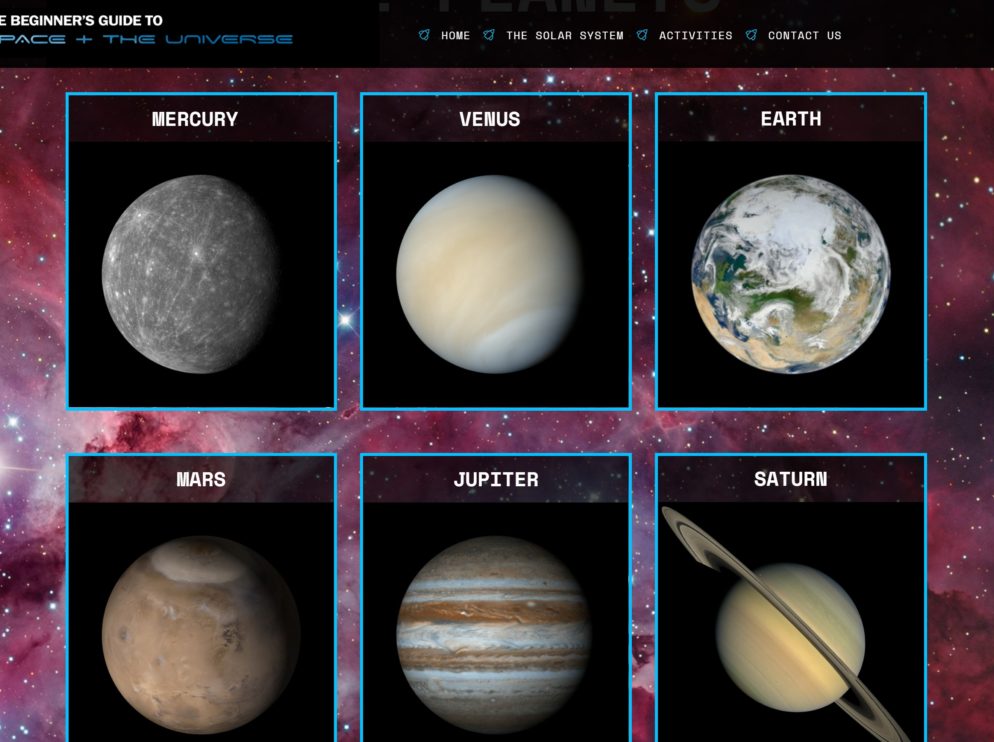 E BEGINNER'S GUIDE TO
PACE + THE UNIVERSE
PLANETS
HOME THE SOLAR SYSTEM ACTIVITIES CONTACT US
MERCURY VENUS EARTH
MARS JUPITER SATURN